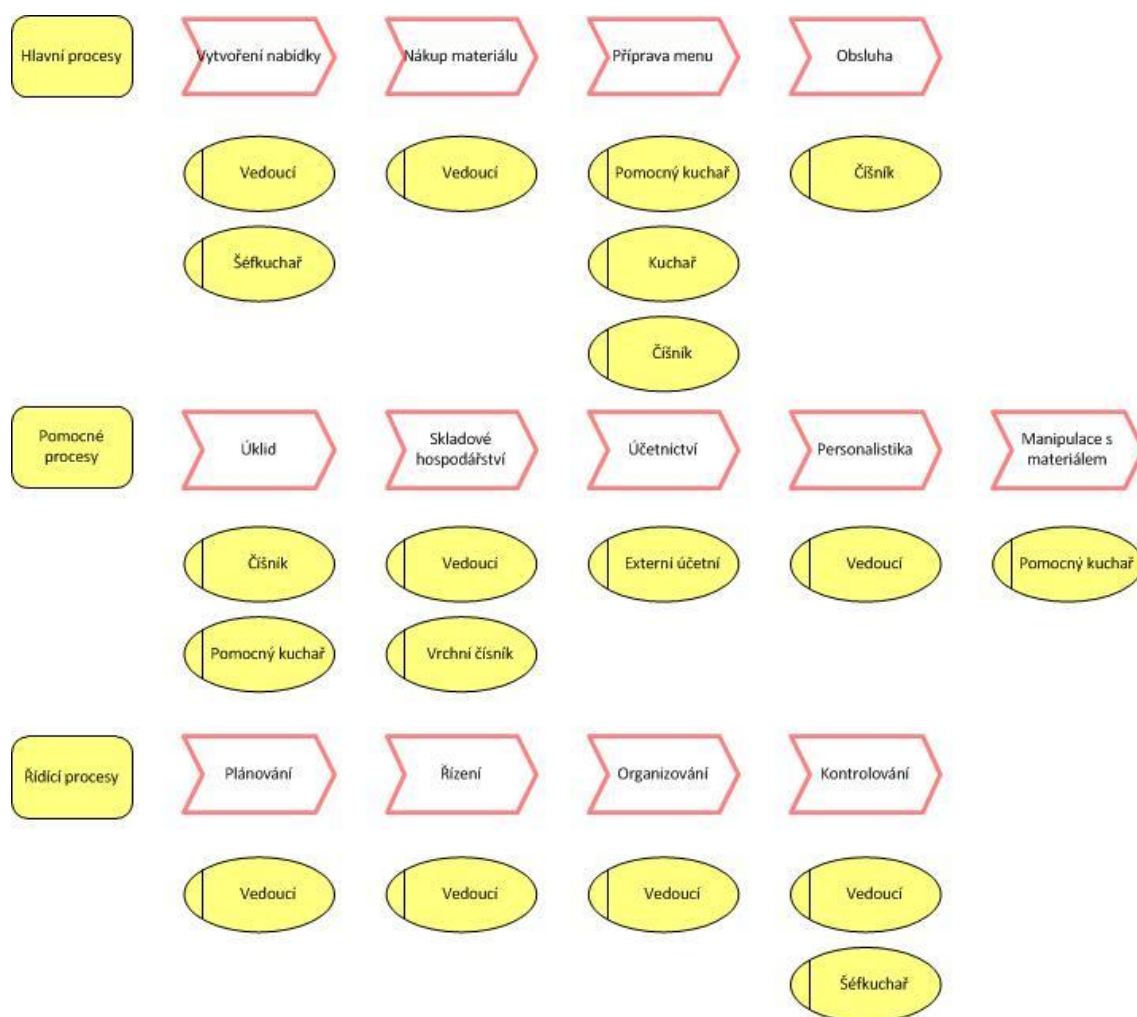 Hlavní procesy
Vytvoření nabídky
Nákup materiálu
Příprava menu
Obsluha
Vedoucí
Vedoucí
Pomocný kuchař
Číšník
Šéfkuchař
Kuchař
Číšník
Pomocné
procesy
Úklid
Skladové
hospodářství
Účetnictví
Personalistika
Manipulace s
materiálem
Číšník
Vedoucí
Externí účetní
Vedoucí
Pomocný kuchař
Pomocný kuchař
Vrchní čísník
Řídící procesy
Plánování
Řízení
Organizování
Kontrolování
Vedoucí
Vedoucí
Vedoucí
Vedoucí
Šéfkuchař